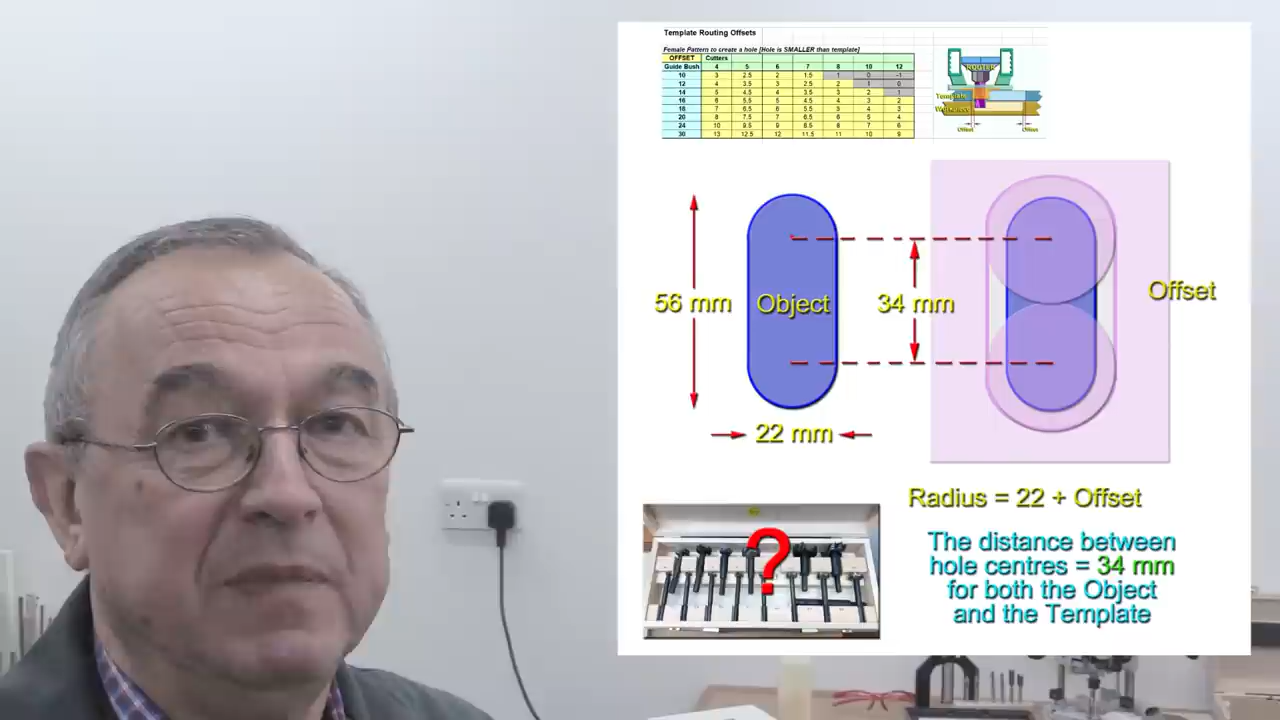 Template Routing Offsets
Female Pattern to create a hole [Hole is SMALLER than template]
OFFSET Cutters
Guide Bush 4 5 6 7 8 10 12
10 3 2.5 2 1.5 1 0 -1
12 4 3.5 3 2.5 2 1 0
14 5 4.5 4 3.5 3 2 1
16 6 5.5 5 4.5 4 3 2
18 7 6.5 6 5.5 5 4 3
20 8 7.5 7 6.5 6 5 4
24 10 9.5 9 8.5 8 7 6
30 13 12.5 12 11.5 11 10 9
ROUTER
Template
Workpiece
Offset Offset
56 mm Object 34 mm Offset
22 mm
Radius = 22 + Offset
?
The distance between
hole centres = 34 mm
for both the Object
and the Template